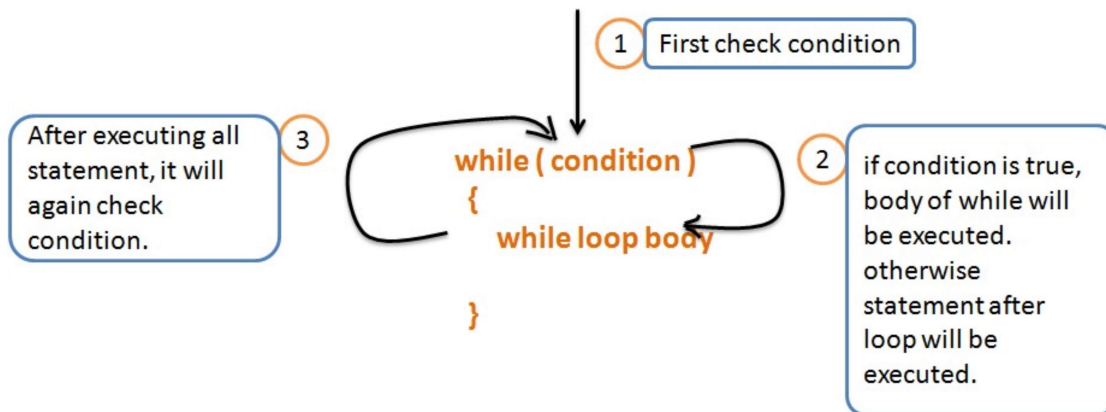 1 First check condition
After executing all
statement, it will
again check
condition.
3
while ( condition )
{
while loop body
}
2
if condition is true,
body of while will
be executed.
otherwise
statement after
loop will be
executed.